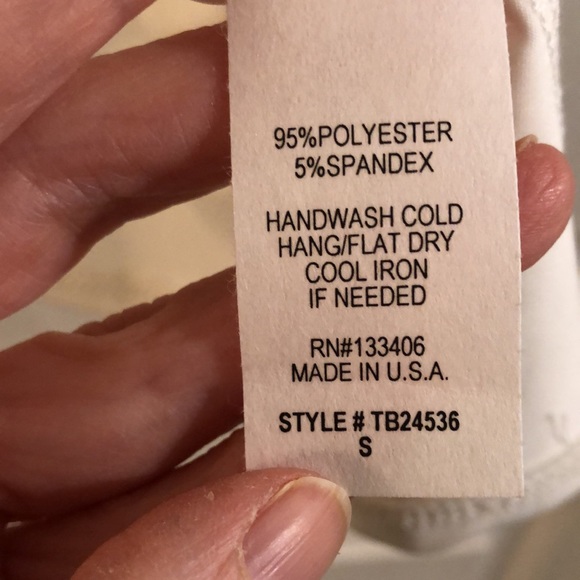 95%POLYESTER
5%SPANDEX
HANDWASH COLD
HANG/FLAT DRY
COOL IRON
IF NEEDED
RN#133406
MADE IN U.S.A.
STYLE # TB24536
S